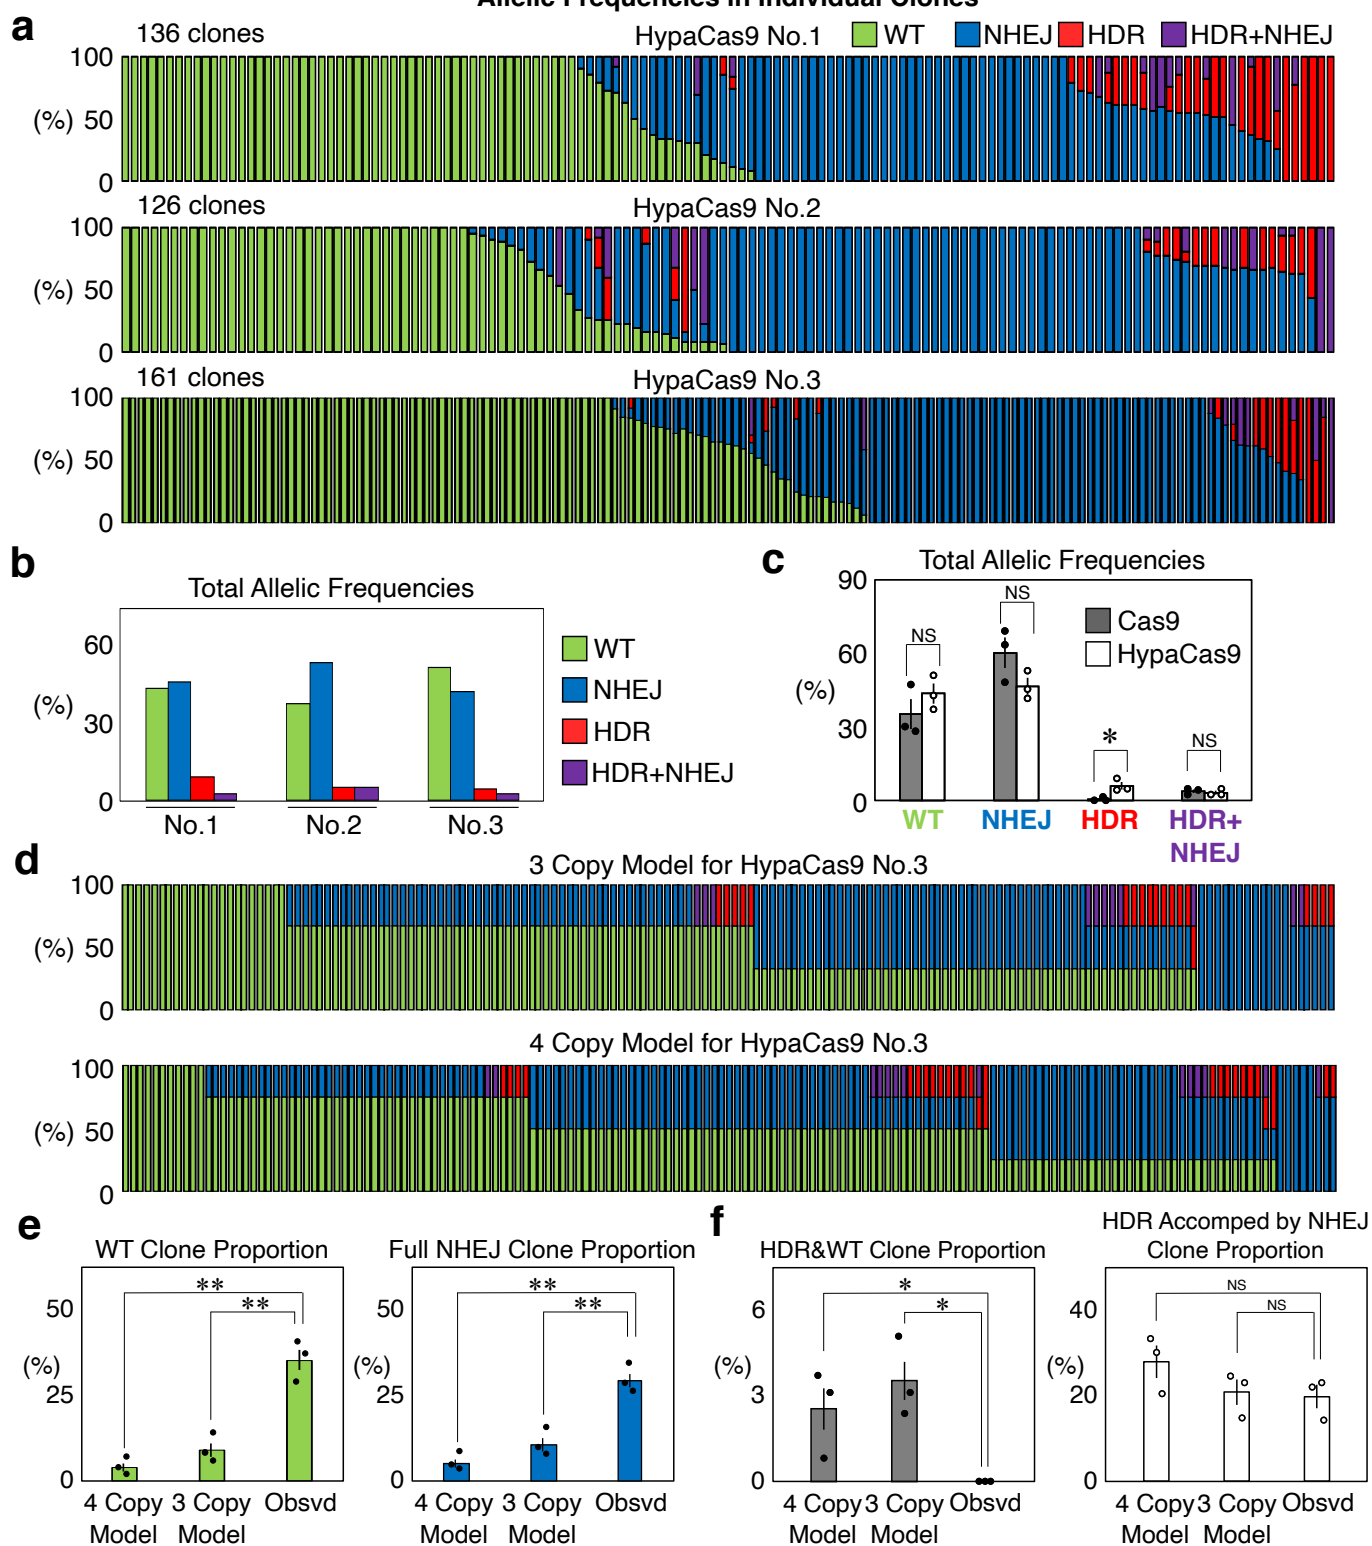 Allelic Frequencies in Individual Clones
a
136 clones
HypaCas9 No.1
WT
NHEJ
HDR
HDR+NHEJ
100
(%)
50
0
126 clones
HypaCas9 No.2
100
(%)
50
0
161 clones
HypaCas9 No.3
100
(%)
50
0
b
Total Allelic Frequencies
60
(%)
30
0
No.1
No.2
No.3
WT
NHEJ
HDR
HDR+NHEJ
c
Total Allelic Frequencies
90
60
(%)
30
0
NS
NS
*
NS
Cas9
HypaCas9
WT
NHEJ
HDR
HDR+
NHEJ
d
3 Copy Model for HypaCas9 No.3
100
(%)
50
0
4 Copy Model for HypaCas9 No.3
100
(%)
50
0
e
WT Clone Proportion
50
(%)
25
0
**
**
4 Copy
Model
3 Copy
Model
Obsvd
Full NHEJ Clone Proportion
50
(%)
25
0
**
**
4 Copy
Model
3 Copy
Model
Obsvd
f
HDR&WT Clone Proportion
6
(%)
3
0
*
*
4 Copy
Model
3 Copy
Model
Obsvd
HDR Accomped by NHEJ
Clone Proportion
40
(%)
20
0
NS
NS
4 Copy
Model
3 Copy
Model
Obsvd